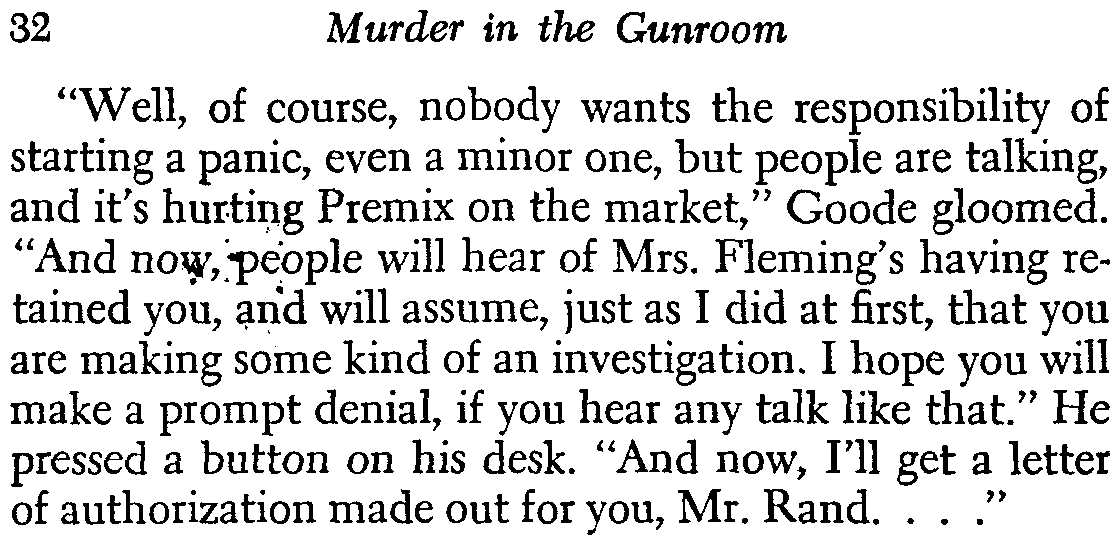 32 Murder in the Gunroom
“Well, of course, nobody wants the responsibility of
starting a panic, even a minor one, but people are talking,
and it’s hurting Premix on the market,” Goode gloomed.
“And now, people will hear of Mrs. Fleming’s having re-
tained you, and will assume, just as I did at first, that you
are making some kind of an investigation. I hope you will
make a prompt denial, if you hear any talk like that.” He
pressed a button on his desk. “And now, I’ll get a letter
of authorization made out for you, Mr. Rand. . . .”